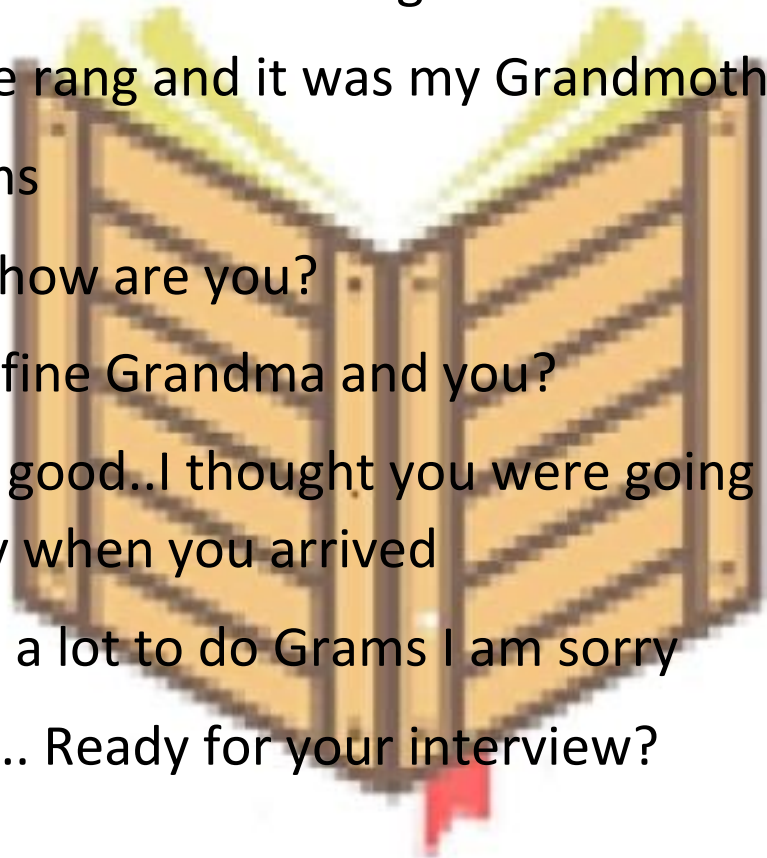 e rang and it was my Grandmoth
ns
how are you?
fine Grandma and you?
good..I thought you were going
y when you arrived
a lot to do Grams I am sorry
.. Ready for your interview?